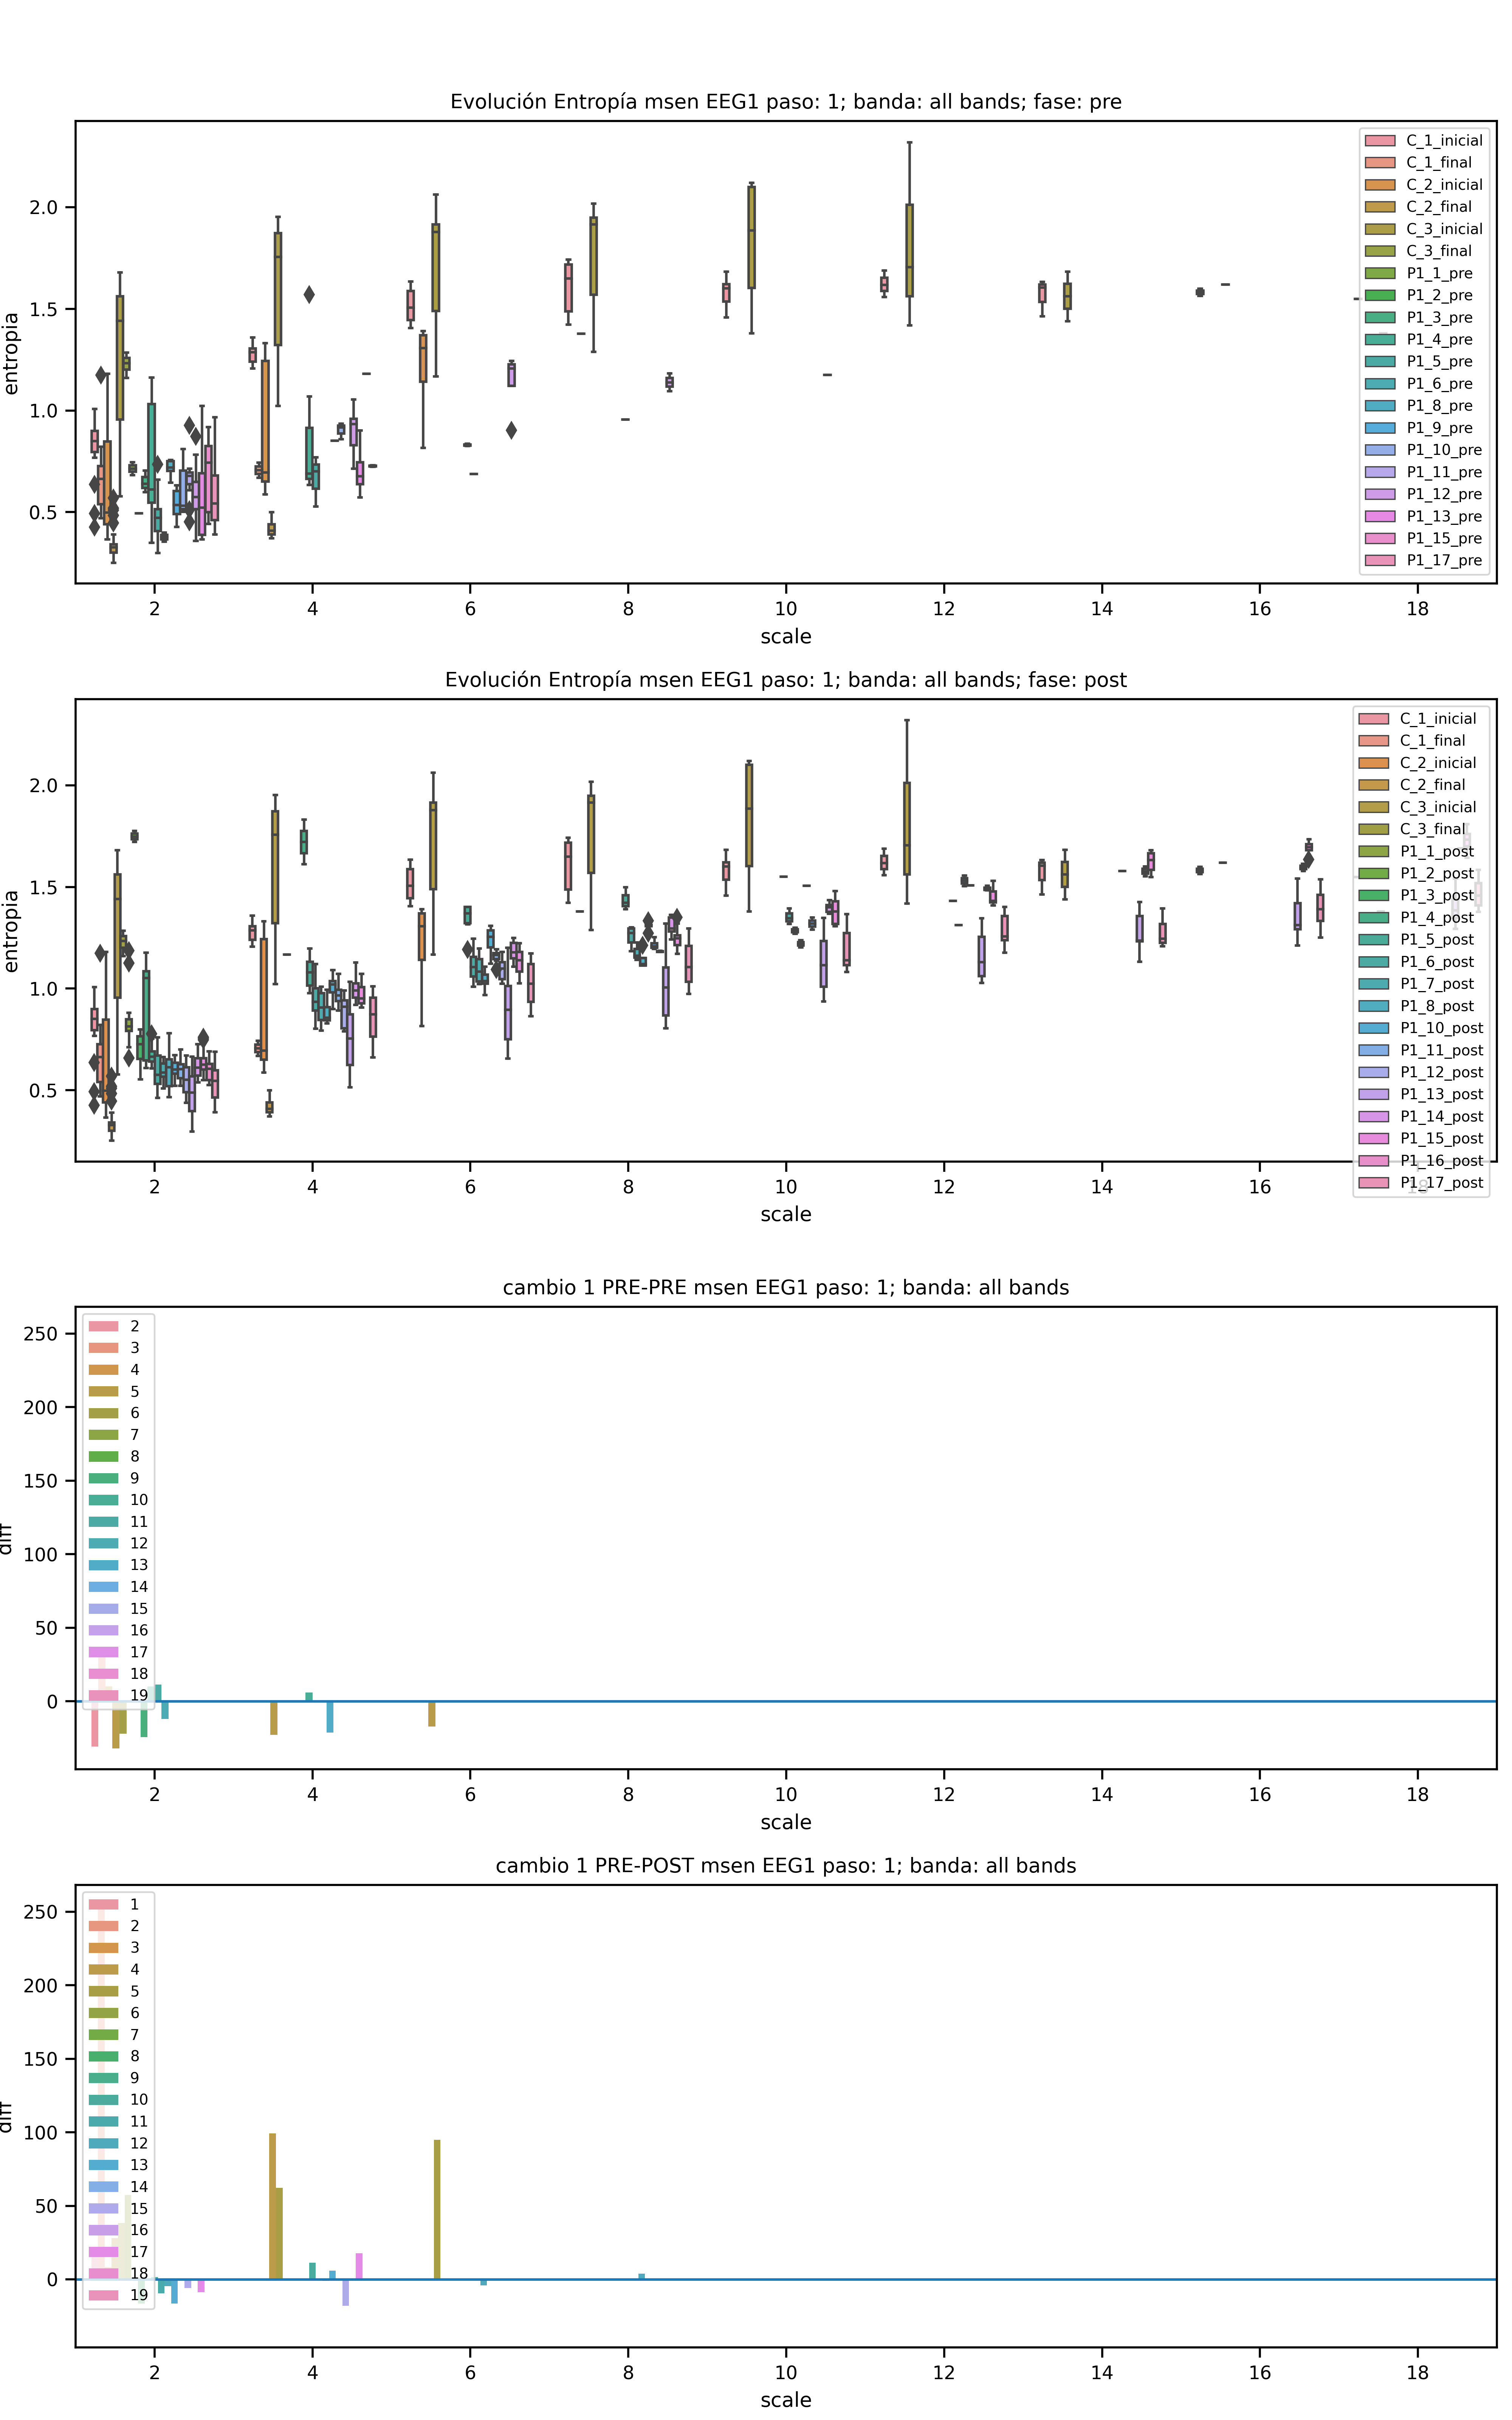 Evolución Entropía msen EEG1 paso: 1; banda: all bands; fase: pre
entropia
2.0
1.5
1.0
0.5
C_1_inicial
C_1_final
C_2_inicial
C_2_final
C_3_inicial
C_3_final
P1_1_pre
P1_2_pre
P1_3_pre
P1_4_pre
P1_5_pre
P1_6_pre
P1_8_pre
P1_9_pre
P1_10_pre
P1_11_pre
P1_12_pre
P1_13_pre
P1_15_pre
P1_17_pre
2 4 6 8 10 12 14 16 18
scale
Evolución Entropía msen EEG1 paso: 1; banda: all bands; fase: post
entropia
2.0
1.5
1.0
0.5
C_1_inicial
C_1_final
C_2_inicial
C_2_final
C_3_inicial
C_3_final
P1_1_post
P1_2_post
P1_3_post
P1_4_post
P1_5_post
P1_6_post
P1_7_post
P1_8_post
P1_10_post
P1_11_post
P1_12_post
P1_13_post
P1_14_post
P1_15_post
P1_16_post
P1_17_post
2 4 6 8 10 12 14 16 18
scale
cambio 1 PRE-PRE msen EEG1 paso: 1; banda: all bands
diff
250
200
150
100
50
0
2
3
4
5
6
7
8
9
10
11
12
13
14
15
16
17
18
19
2 4 6 8 10 12 14 16 18
scale
cambio 1 PRE-POST msen EEG1 paso: 1; banda: all bands
diff
250
200
150
100
50
0
1
2
3
4
5
6
7
8
9
10
11
12
13
14
15
16
17
18
19
2 4 6 8 10 12 14 16 18
scale